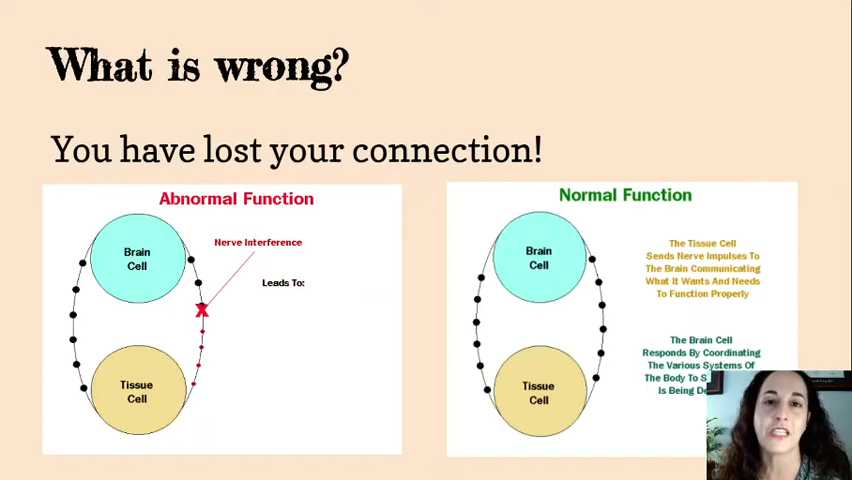 What is wrong?
You have lost your connection!
Abnormal Function
Brain
Cell
Nerve Interference
Leads To:
Tissue
Cell
Normal Function
Brain
Cell
The Tissue Cell
Sends Nerve Impulses To
The Brain Communicating
What It Wants And Needs
To Function Properly
Tissue
Cell
The Brain Cell
Responds By Coordinating
The Various Systems Of
The Body To
Is Being